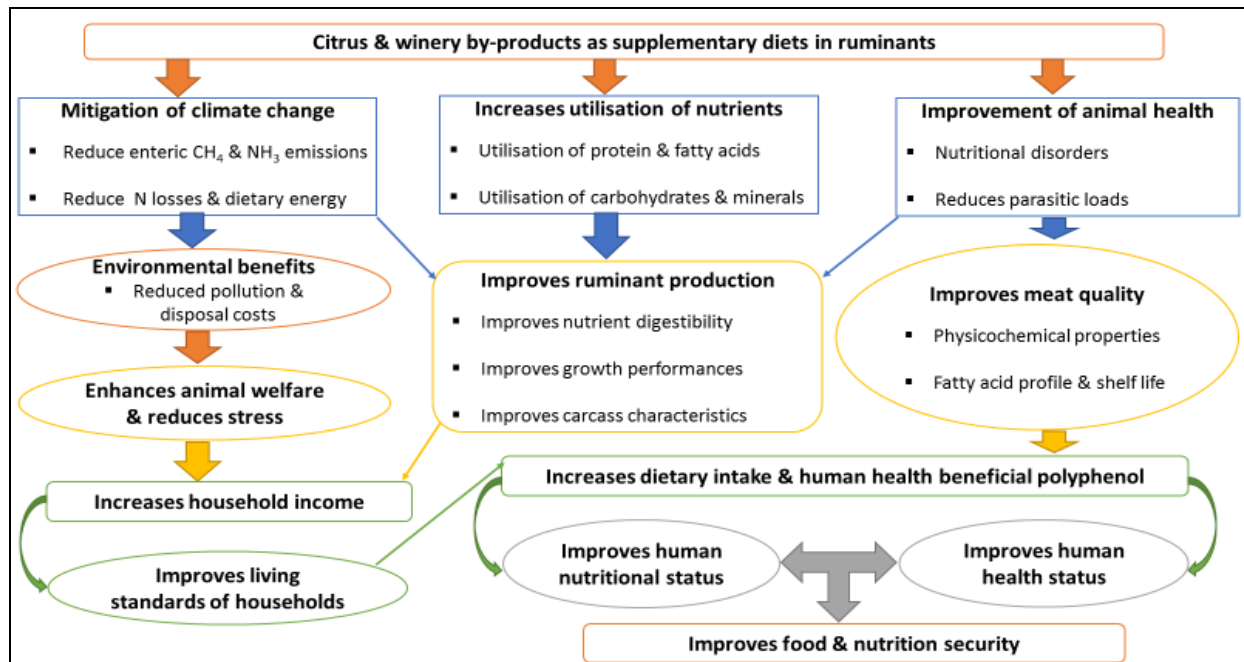 Citrus & winery by-products as supplementary diets in ruminants
Mitigation of climate change
▪ Reduce enteric CH₄ & NH₃ emissions
▪ Reduce N losses & dietary energy
Increases utilisation of nutrients
▪ Utilisation of protein & fatty acids
▪ Utilisation of carbohydrates & minerals
Improvement of animal health
▪ Nutritional disorders
▪ Reduces parasitic loads
Environmental benefits
▪ Reduced pollution &
disposal costs
Improves ruminant production
▪ Improves nutrient digestibility
▪ Improves growth performances
▪ Improves carcass characteristics
Improves meat quality
▪ Physicochemical properties
▪ Fatty acid profile & shelf life
Enhances animal welfare
& reduces stress
Increases household income
Increases dietary intake & human health beneficial polyphenol
Improves living
standards of households
Improves human
nutritional status
Improves human
health status
Improves food & nutrition security